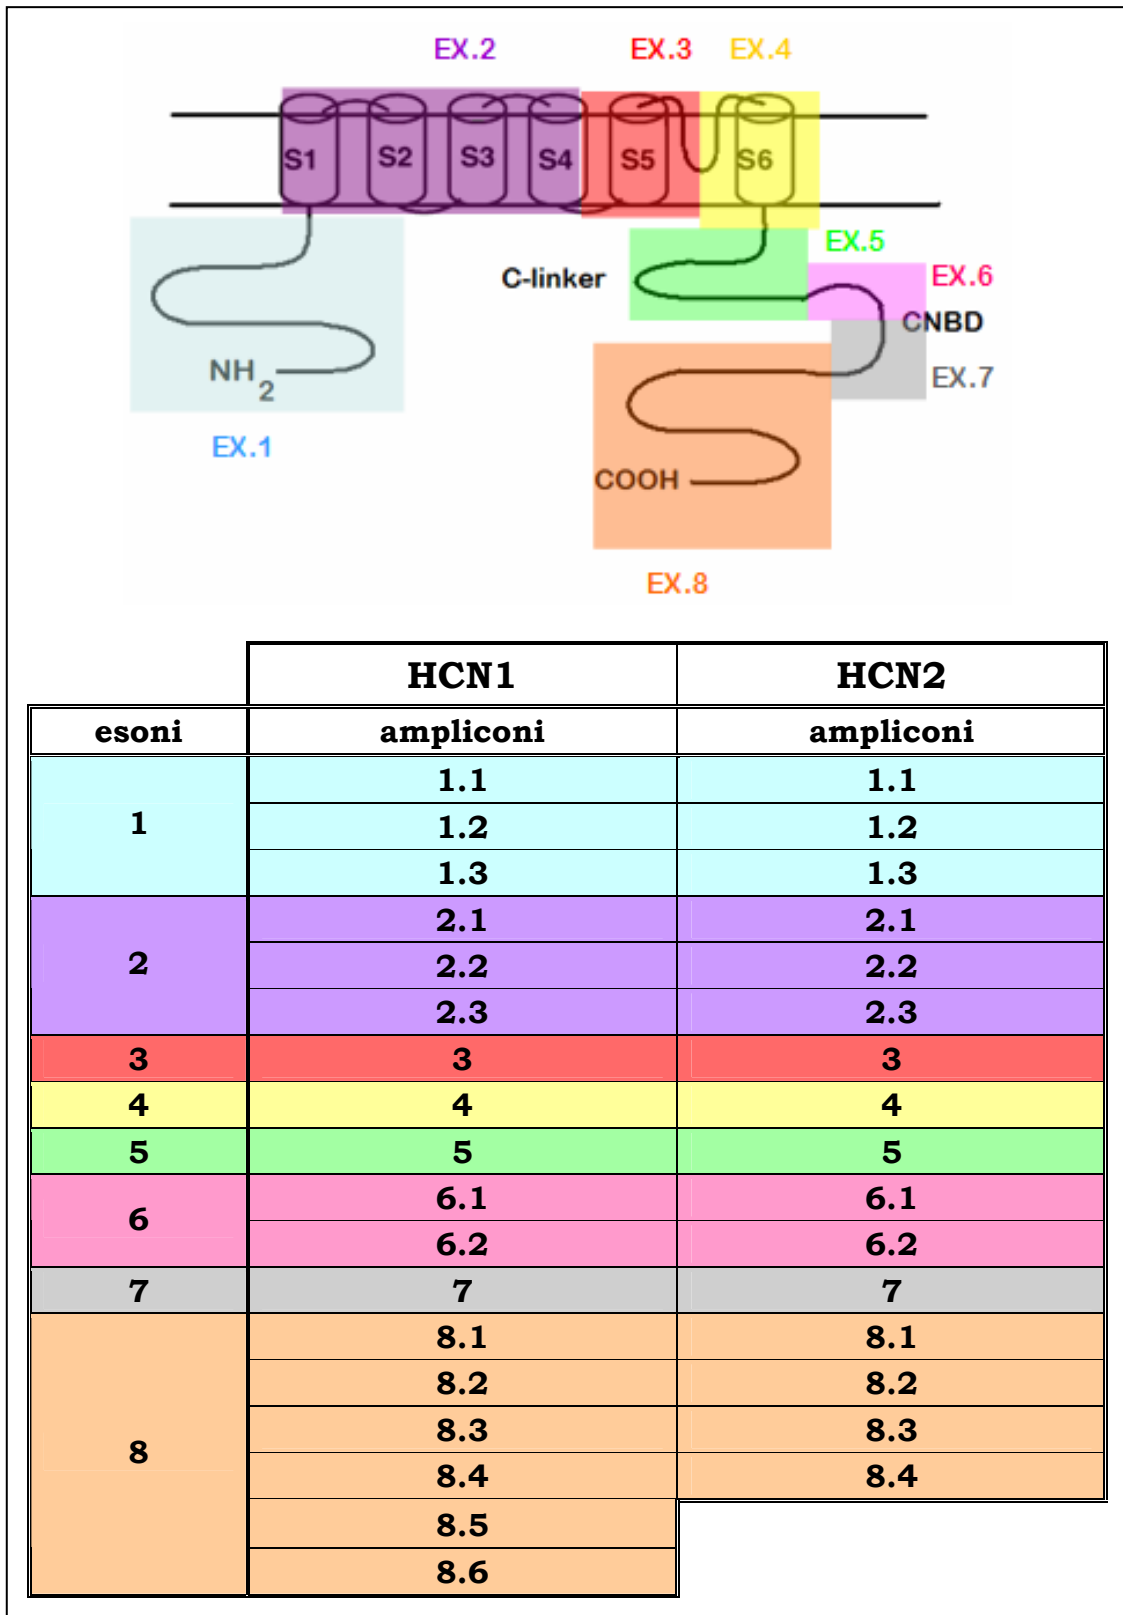 EX.2 EX.3 EX.4
S1 S2 S3 S4 S5 S6
EX.5
C-linker
EX.6
CNBD
NH2
EX.7
EX.1
COOH
EX.8
HCN1 HCN2
esoni ampliconi ampliconi
1 1.1 1.1
1.2 1.2
1.3 1.3
2 2.1 2.1
2.2 2.2
2.3 2.3
3 3 3
4 4 4
5 5 5
6 6.1 6.1
6.2 6.2
7 7 7
8 8.1 8.1
8.2 8.2
8.3 8.3
8.4 8.4
8.5
8.6